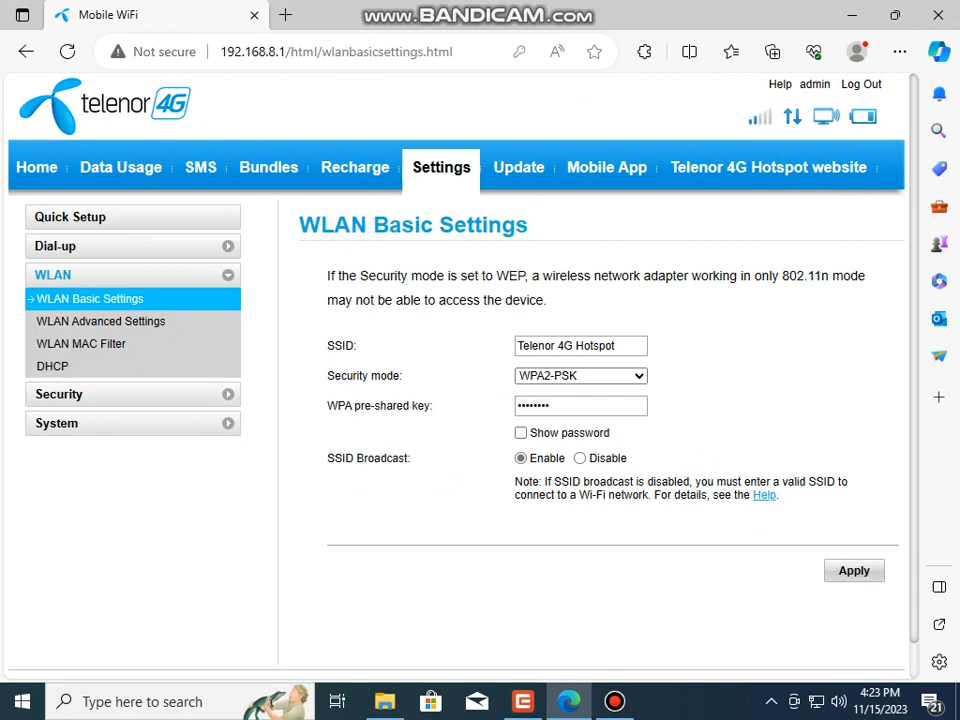 Mobile WiFi
www.BANDICAM.com
Not secure
192.168.8.1/html/wlanbasicsettings.html
telenor 4G
Help admin Log Out
Home Data Usage SMS Bundles Recharge Settings Update Mobile App Telenor 4G Hotspot website
Quick Setup
Dial-up
WLAN
WLAN Basic Settings
WLAN Advanced Settings
WLAN MAC Filter
DHCP
Security
System
WLAN Basic Settings
If the Security mode is set to WEP, a wireless network adapter working in only 802.11n mode
may not be able to access the device.
SSID: Telenor 4G Hotspot
Security mode: WPA2-PSK
WPA pre-shared key: ••••••••
Show password
SSID Broadcast: Enable Disable
Note: If SSID broadcast is disabled, you must enter a valid SSID to
connect to a Wi-Fi network. For details, see the Help.
Apply
Type here to search
4:23 PM
11/15/2023
21